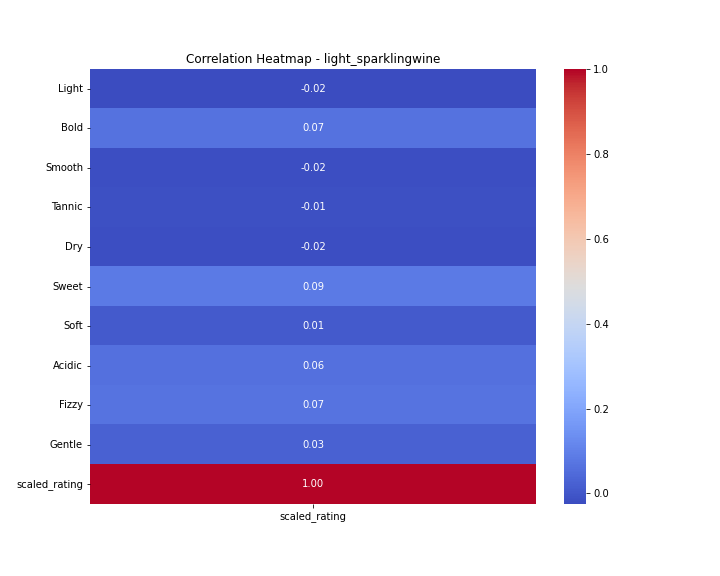 Correlation Heatmap - light_sparklingwine
Light
-0.02
Bold
0.07
Smooth
-0.02
Tannic
-0.01
Dry
-0.02
Sweet
0.09
Soft
0.01
Acidic
0.06
Fizzy
0.07
Gentle
0.03
scaled_rating
1.00
scaled_rating
1.0
0.8
0.6
0.4
0.2
0.0